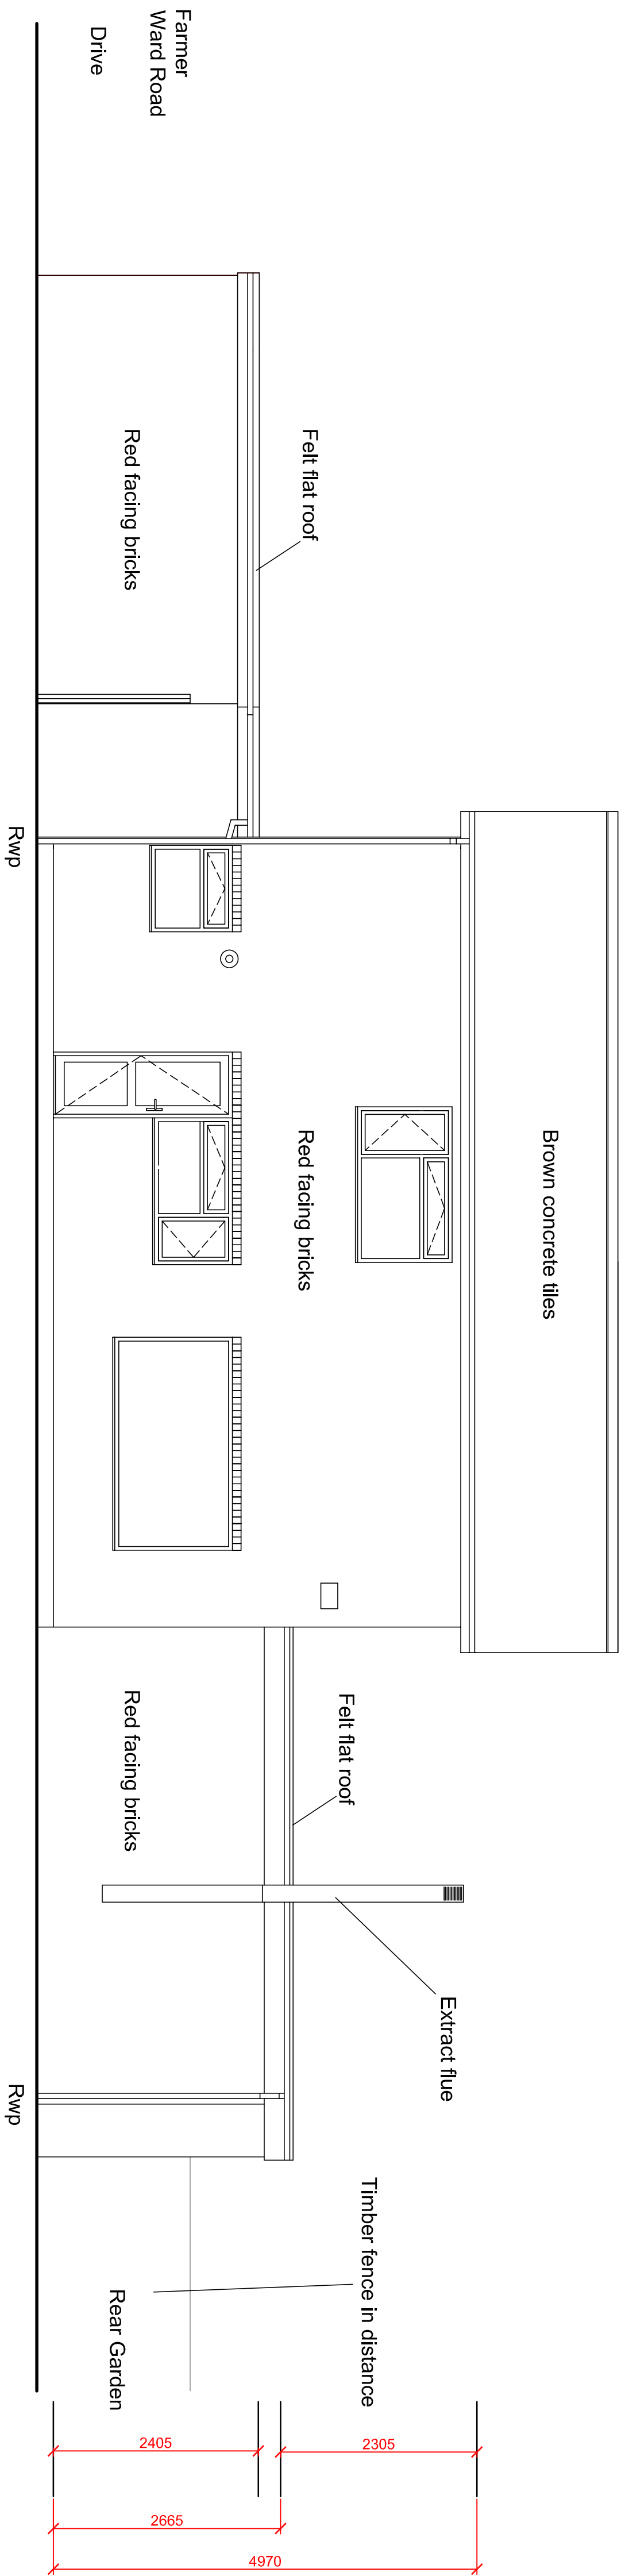 Farmer
Ward Road
Drive
Felt flat roof
Red facing bricks
Rwp
Brown concrete tiles
Red facing bricks
Felt flat roof
Red facing bricks
Extract flue
Rwp
Timber fence in distance
Rear Garden
2405
2305
2665
4970